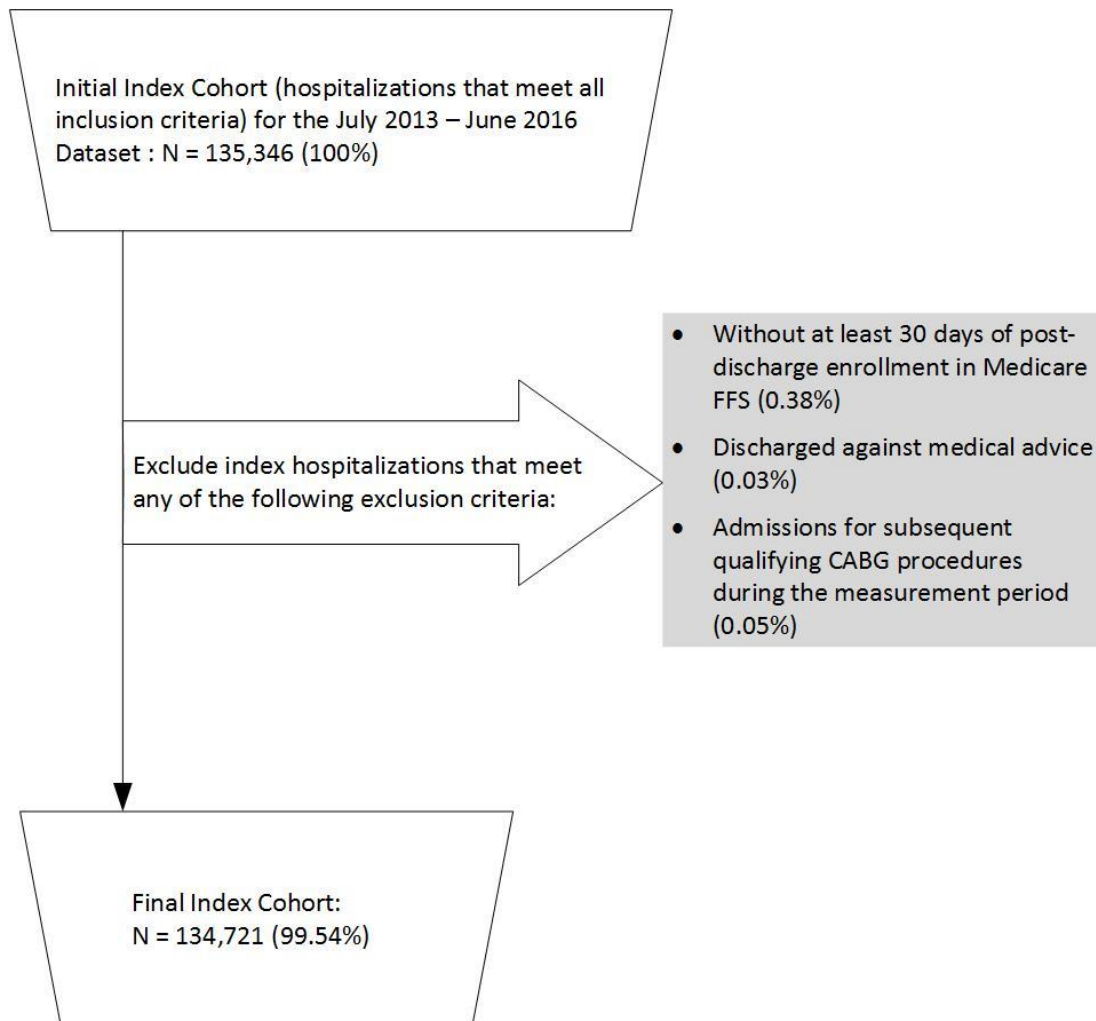 Initial Index Cohort (hospitalizations that meet all
inclusion criteria) for the July 2013 – June 2016
Dataset : N = 135,346 (100%)
Exclude index hospitalizations that meet
any of the following exclusion criteria:
• Without at least 30 days of post-
discharge enrollment in Medicare
FFS (0.38%)
• Discharged against medical advice
(0.03%)
• Admissions for subsequent
qualifying CABG procedures
during the measurement period
(0.05%)
Final Index Cohort:
N = 134,721 (99.54%)